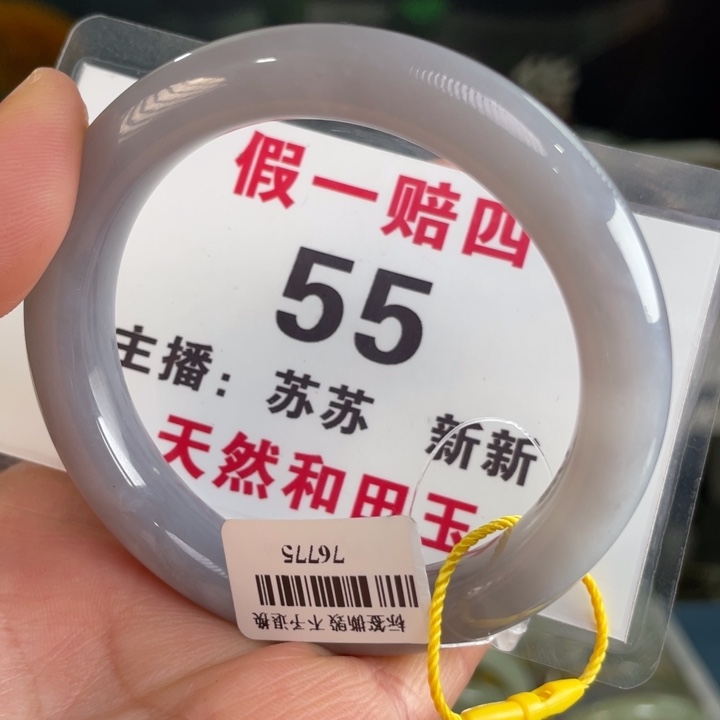 假一赔四
55
主播：苏苏 新新
天然和田玉
76775
标签撕毁不予退换